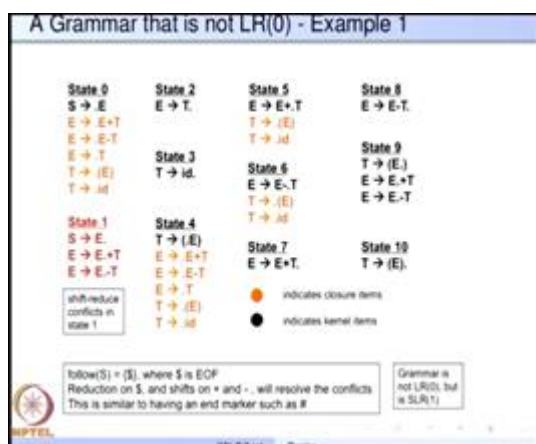 A Grammar that is not LR(0) - Example 1
State 0
S → .E
E → .E+T
E → .E-T
E → .T
T → .(E)
T → .id
State 1
S → E.
E → E.+T
E → E.-T
shift-reduce
conflicts in
state 1
State 2
E → T.
State 3
T → id.
State 4
T → (.E)
E → .E+T
E → .E-T
E → .T
T → .(E)
T → .id
State 5
E → E+.T
T → .(E)
T → .id
State 6
E → E-.T
T → .(E)
T → .id
State 7
E → E+T.
State 8
E → E-T.
State 9
T → (E.)
E → E.+T
E → E.-T
State 10
T → (E).
indicates closure items
indicates kernel items
follow(S) = {$}, where $ is EOF
Reduction on $, and shifts on + and -, will resolve the conflicts
This is similar to having an end marker such as #
Grammar is
not LR(0), but
is SLR(1)
NPTEL